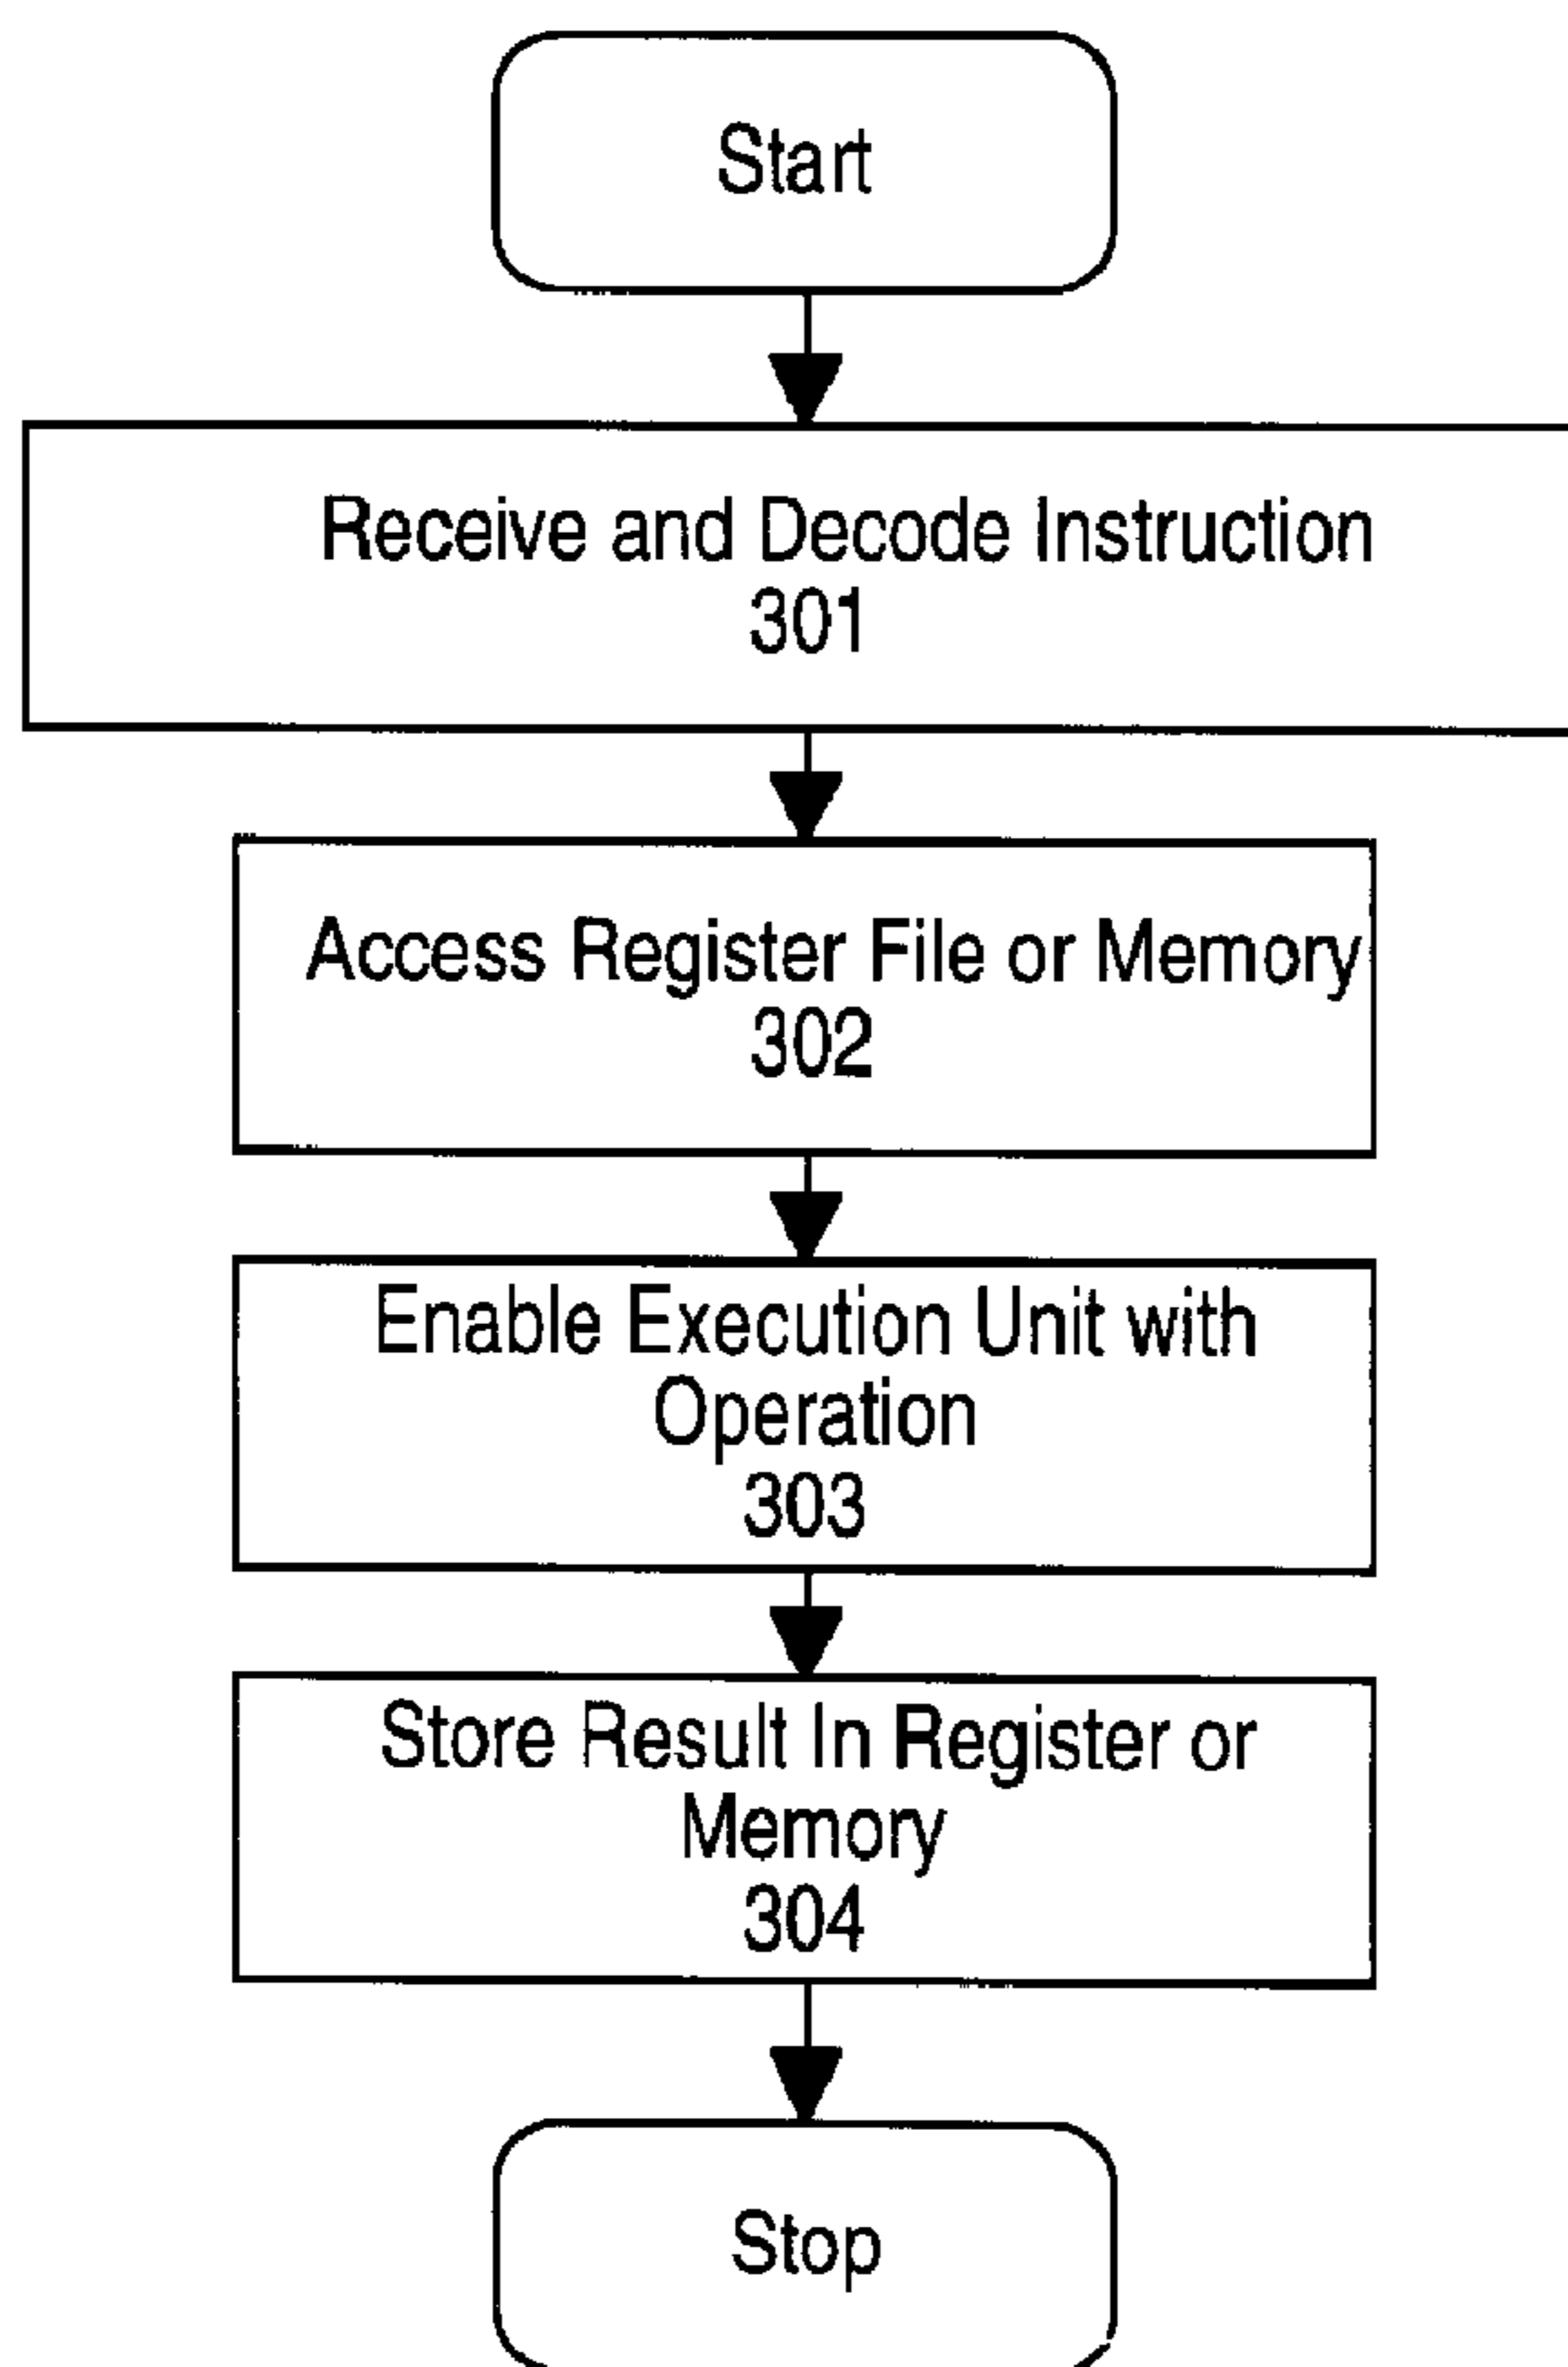 Start
Receive and Decode Instruction
301
Access Register File or Memory
302
Enable Execution Unit with
Operation
303
Store Result In Register or
Memory
304
Stop